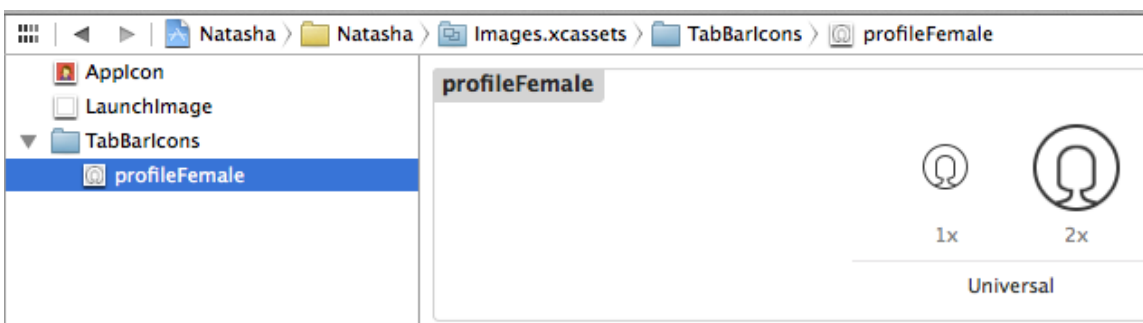 Natasha Natasha Images.xcassets TabBarIcons profileFemale
AppIcon
LaunchImage
TabBarIcons
profileFemale
profileFemale
1x 2x
Universal